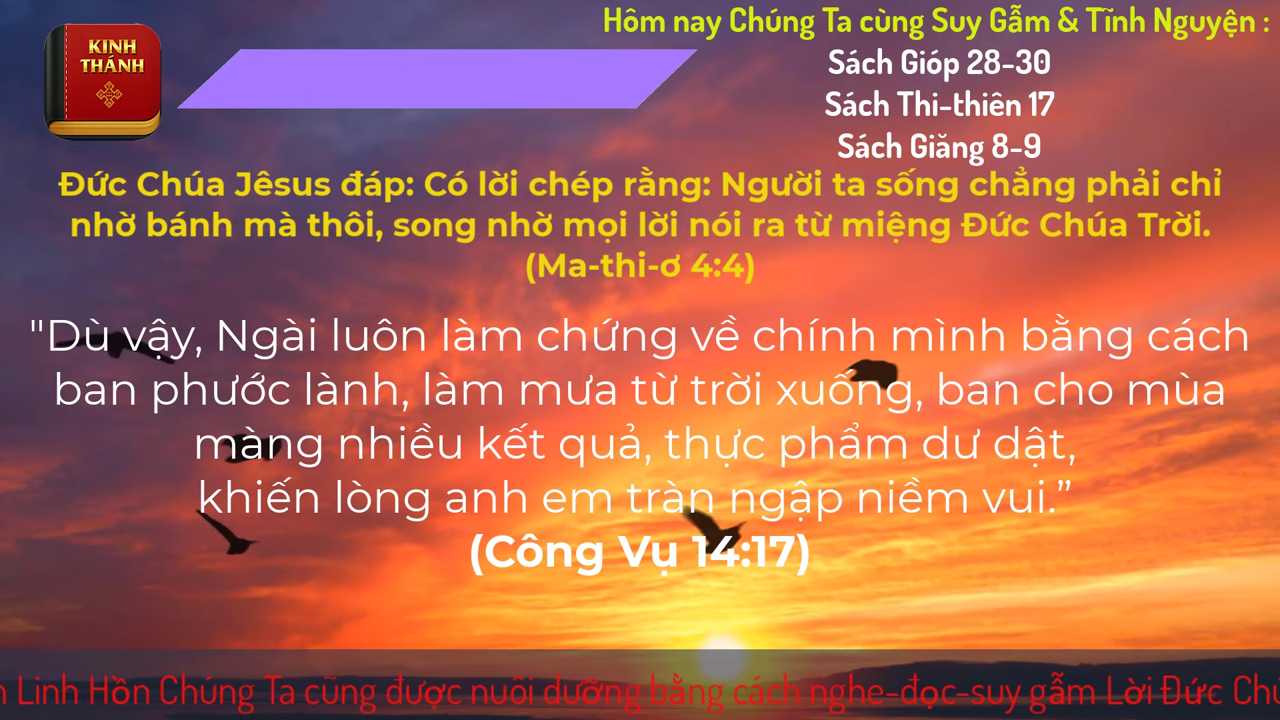 KINH
THÁNH
Hôm nay Chúng Ta cùng Suy Gẫm & Tĩnh Nguyện :
Sách Gióp 28-30
Sách Thi-thiên 17
Sách Giăng 8-9
Đức Chúa Jêsus đáp: Có lời chép rằng: Người ta sống chẳng phải chỉ
nhờ bánh mà thôi, song nhờ mọi lời nói ra từ miệng Đức Chúa Trời.
(Ma-thi-ơ 4:4)
"Dù vậy, Ngài luôn làm chứng về chính mình bằng cách
ban phước lành, làm mưa từ trời xuống, ban cho mùa
màng nhiều kết quả, thực phẩm dư dật,
khiến lòng anh em tràn ngập niềm vui.”
(Công Vụ 14:17)
Linh Hồn Chúng Ta cũng được nuôi dưỡng bằng cách nghe-đọc-suy gẫm Lời Đức